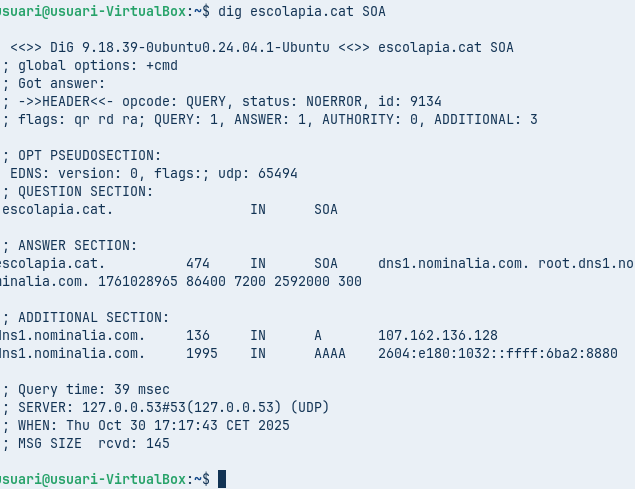 usuari@usuari-VirtualBox:~$ dig escolapia.cat SOA
<<>> DiG 9.18.39-0ubuntu0.24.04.1-Ubuntu <<>> escolapia.cat SOA
; global options: +cmd
; Got answer:
; ->>HEADER<<- opcode: QUERY, status: NOERROR, id: 9134
; flags: qr rd ra; QUERY: 1, ANSWER: 1, AUTHORITY: 0, ADDITIONAL: 3
; OPT PSEUDOSECTION:
EDNS: version: 0, flags:; udp: 65494
; QUESTION SECTION:
escolapia.cat. IN SOA
; ANSWER SECTION:
escolapia.cat. 474 IN SOA dns1.nominalia.com. root.dns1.no
minalia.com. 1761028965 86400 7200 2592000 300
; ADDITIONAL SECTION:
dns1.nominalia.com. 136 IN A 107.162.136.128
dns1.nominalia.com. 1995 IN AAAA 2604:e180:1032::ffff:6ba2:8880
; Query time: 39 msec
; SERVER: 127.0.0.53#53(127.0.0.53) (UDP)
; WHEN: Thu Oct 30 17:17:43 CET 2025
; MSG SIZE rcvd: 145
usuari@usuari-VirtualBox:~$